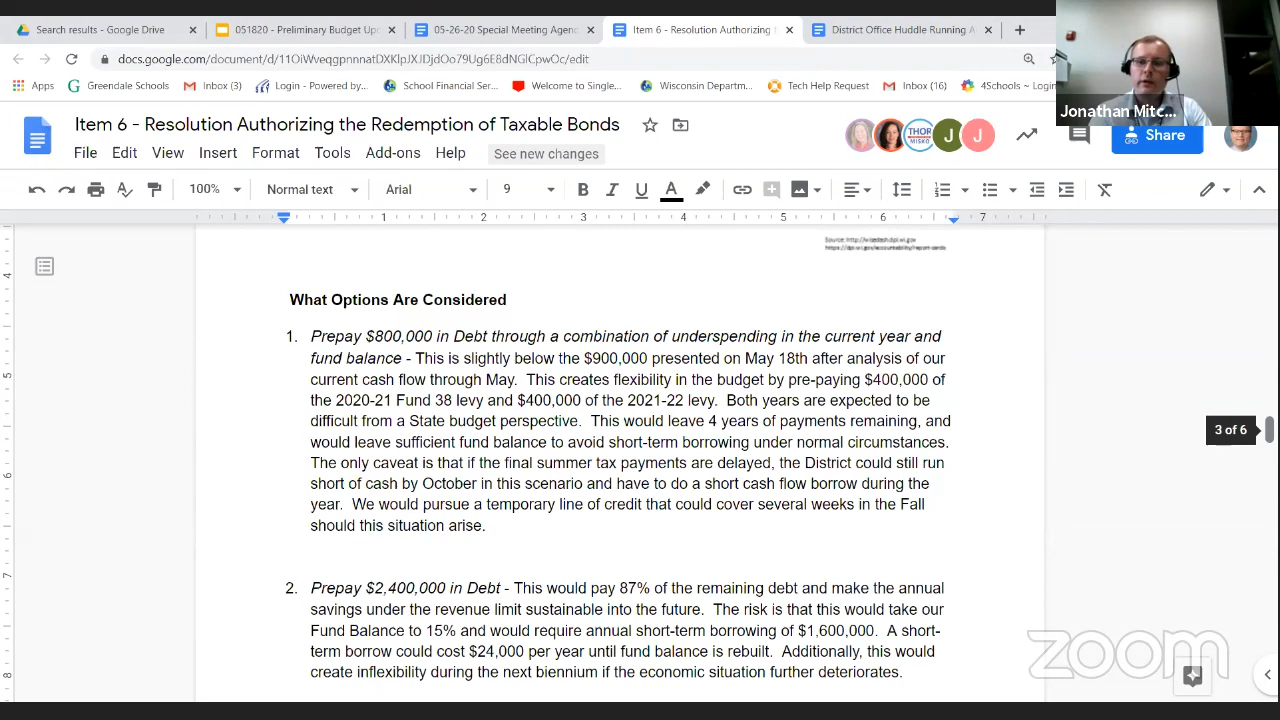 Search results - Google Drive
051820 - Preliminary Budget Up
05-26-20 Special Meeting Agen
Item 6 - Resolution Authorizing
District Office Huddle Running A
docs.google.com/document/d/
/edit
Apps
Greendale Schools
Inbox (3)
Login - Powered b...
School Financial Ser...
Welcome to Single...
Wisconsin Departm...
Tech Help Request
Inbox (16)
4Schools ~ Login
Jonathan Mitc...
Item 6 - Resolution Authorizing the Redemption of Taxable Bonds
THOR
MISKO
J
J
Share
File Edit View Insert Format Tools Add-ons Help See new changes
100% Normal text Arial 9 B I U A
1 2 3 4 5 6 7
4
5
6
7
8
What Options Are Considered
1. Prepay $800,000 in Debt through a combination of underspending in the current year and
fund balance - This is slightly below the $900,000 presented on May 18th after analysis of our
current cash flow through May. This creates flexibility in the budget by pre-paying $400,000 of
the 2020-21 Fund 38 levy and $400,000 of the 2021-22 levy. Both years are expected to be
difficult from a State budget perspective. This would leave 4 years of payments remaining, and
would leave sufficient fund balance to avoid short-term borrowing under normal circumstances.
The only caveat is that if the final summer tax payments are delayed, the District could still run
short of cash by October in this scenario and have to do a short cash flow borrow during the
year. We would pursue a temporary line of credit that could cover several weeks in the Fall
should this situation arise.
3 of 6
2. Prepay $2,400,000 in Debt - This would pay 87% of the remaining debt and make the annual
savings under the revenue limit sustainable into the future. The risk is that this would take our
Fund Balance to 15% and would require annual short-term borrowing of $1,600,000. A short-
term borrow could cost $24,000 per year until fund balance is rebuilt. Additionally, this would
create inflexibility during the next biennium if the economic situation further deteriorates.
zoom